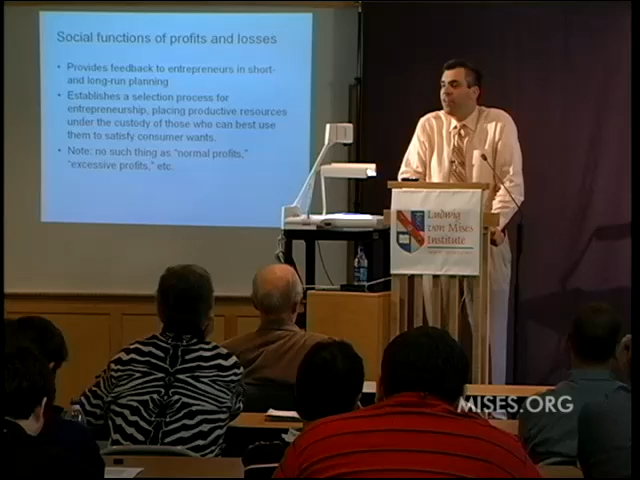 Social functions of profits and losses
• Provides feedback to entrepreneurs in short-
and long-run planning
• Establishes a selection process for
entrepreneurship, placing productive resources
under the custody of those who can best use
them to satisfy consumer wants.
• Note: no such thing as “normal profits,”
“excessive profits,” etc.
Ludwig
von Mises
Institute
MISES.ORG